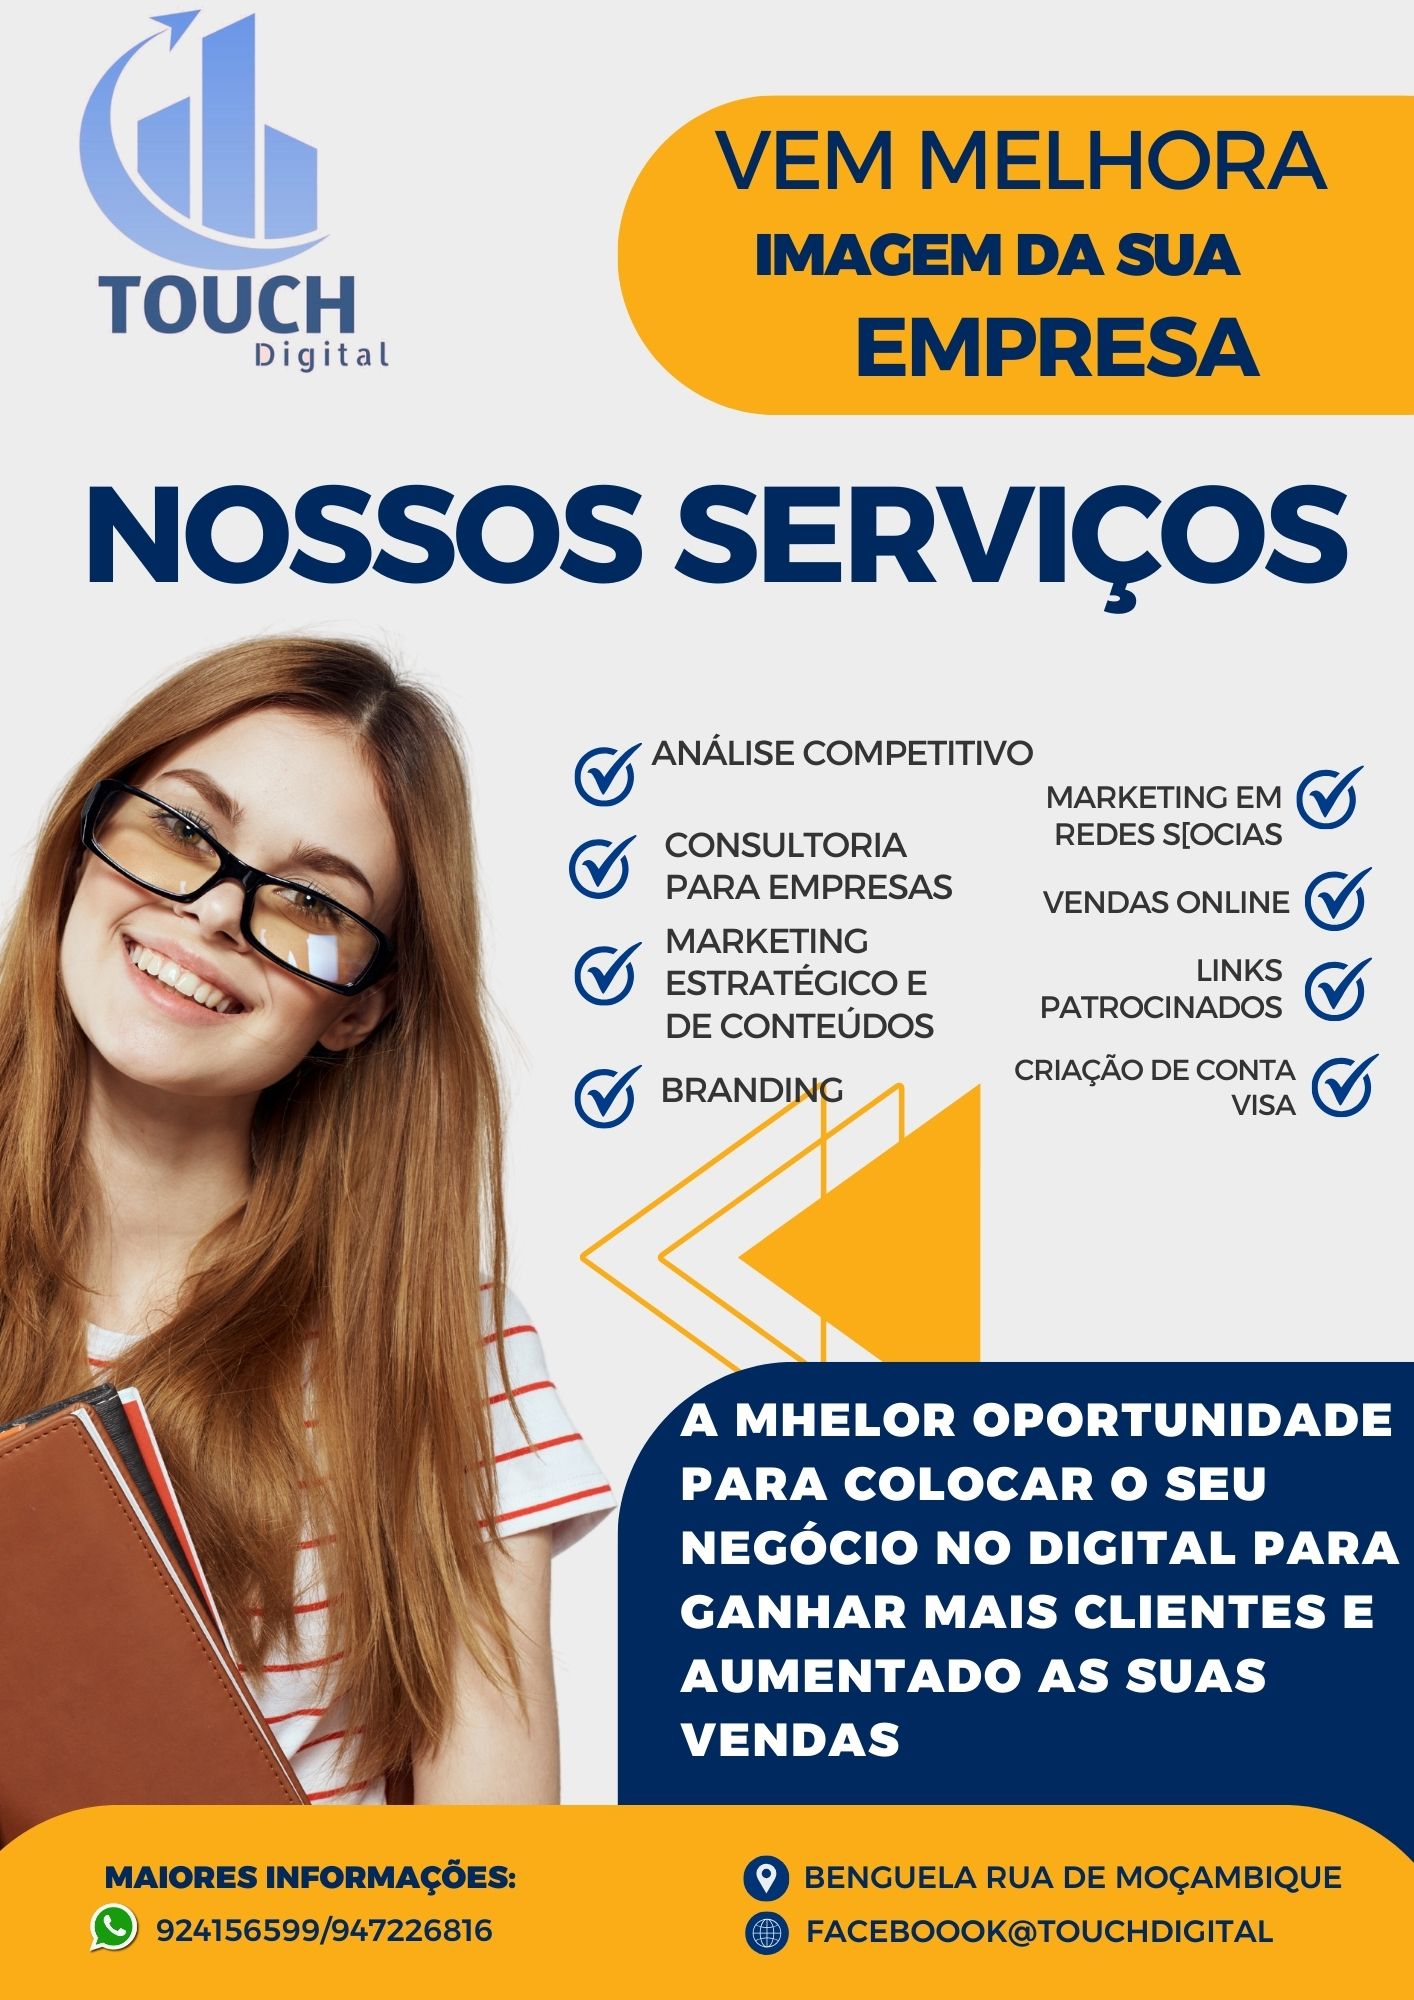 TOUCH
Digital
VEM MELHORA
IMAGEM DA SUA
EMPRESA
NOSSOS SERVIÇOS
ANÁLISE COMPETITIVO
CONSULTORIA
PARA EMPRESAS
MARKETING
ESTRATÉGICO E
DE CONTEÚDOS
BRANDING
MARKETING EM
REDES S[OCIAS
VENDAS ONLINE
LINKS
PATROCINADOS
CRIAÇÃO DE CONTA
VISA
A MHELOR OPORTUNIDADE
PARA COLOCAR O SEU
NEGÓCIO NO DIGITAL PARA
GANHAR MAIS CLIENTES E
AUMENTADO AS SUAS
VENDAS
MAIORES INFORMAÇÕES:
924156599/947226816
BENGUELA RUA DE MOÇAMBIQUE
FACEBOOOK@TOUCHDIGITAL